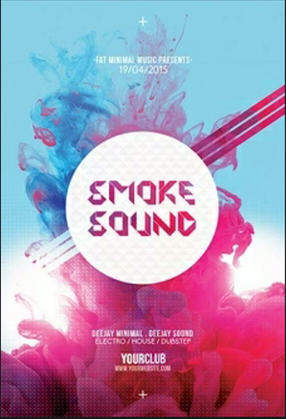 FAT MINIMAL MUSIC PRESENTS
19/04/2015
SMOKE
SOUND
DEEJAY MINIMAL . DEEJAY SOUND
ELECTRO / HOUSE / DUBSTEP
YOURCLUB
WWW.YOURWEBSITE.COM